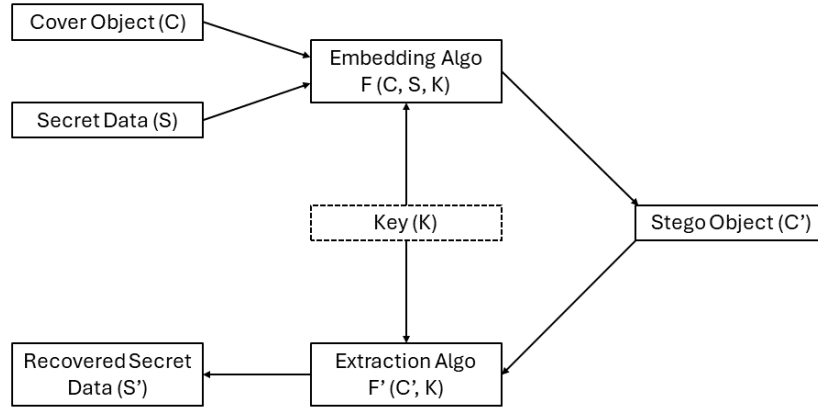 Cover Object (C)
Embedding Algo
F (C, S, K)
Secret Data (S)
Key (K)
Stego Object (C’)
Recovered Secret
Data (S’)
Extraction Algo
F’ (C’, K)